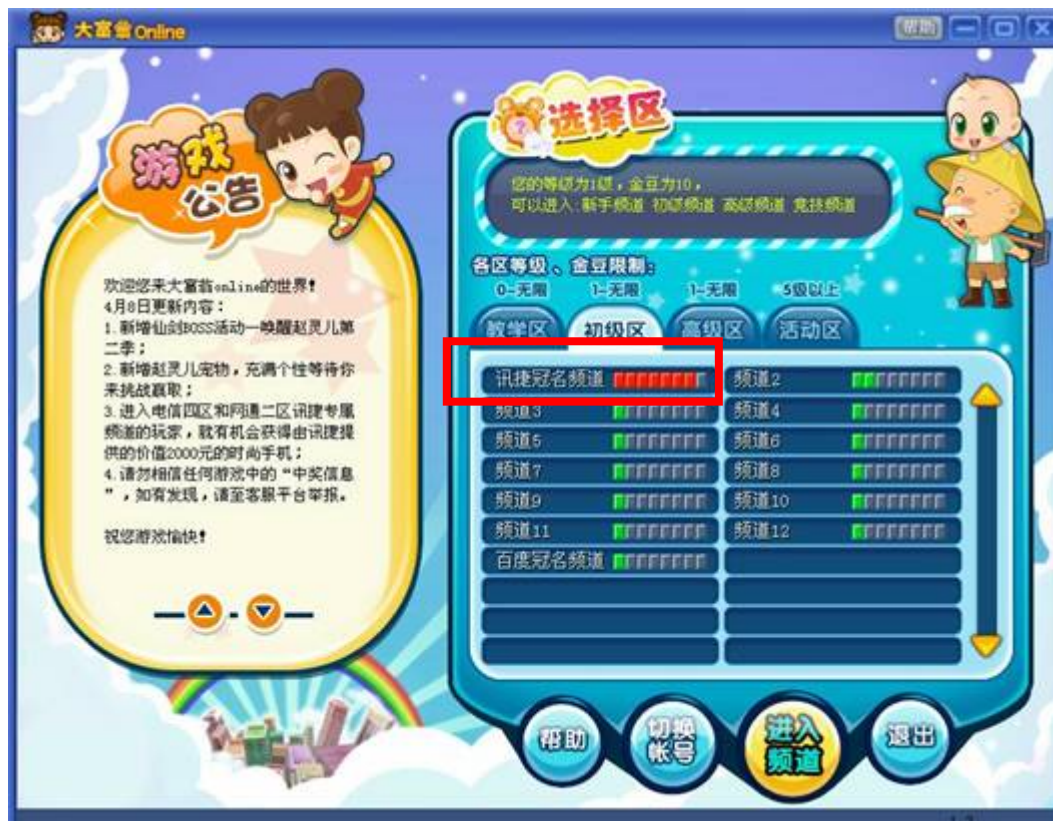 大富翁Online
帮助
游戏
公告
欢迎您来大富翁online的世界!
4月8日更新内容:
1.新增仙剑BOSS活动—唤醒赵灵儿第
二季;
2.新增赵灵儿宠物,充满个性等待你
来挑战赢取;
3.进入电信四区和网通二区讯捷专属
频道的玩家,就有机会获得由讯捷提
供的价值2000元的时尚手机;
4.请勿相信任何游戏中的“中奖信息
”,如有发现,请至客服平台举报。
祝您游戏愉快!
选择区
您的等级为1级,金豆为10,
可以进入:新手频道 初级频道 高级频道 竞技频道
各区等级、金豆限制:
0-无限 1-无限 1-无限 5级以上
教学区 初级区 高级区 活动区
讯捷冠名频道 频道2
频道3 频道4
频道5 频道6
频道7 频道8
频道9 频道10
频道11 频道12
百度冠名频道
帮助
切换
帐号
进入
频道
退出